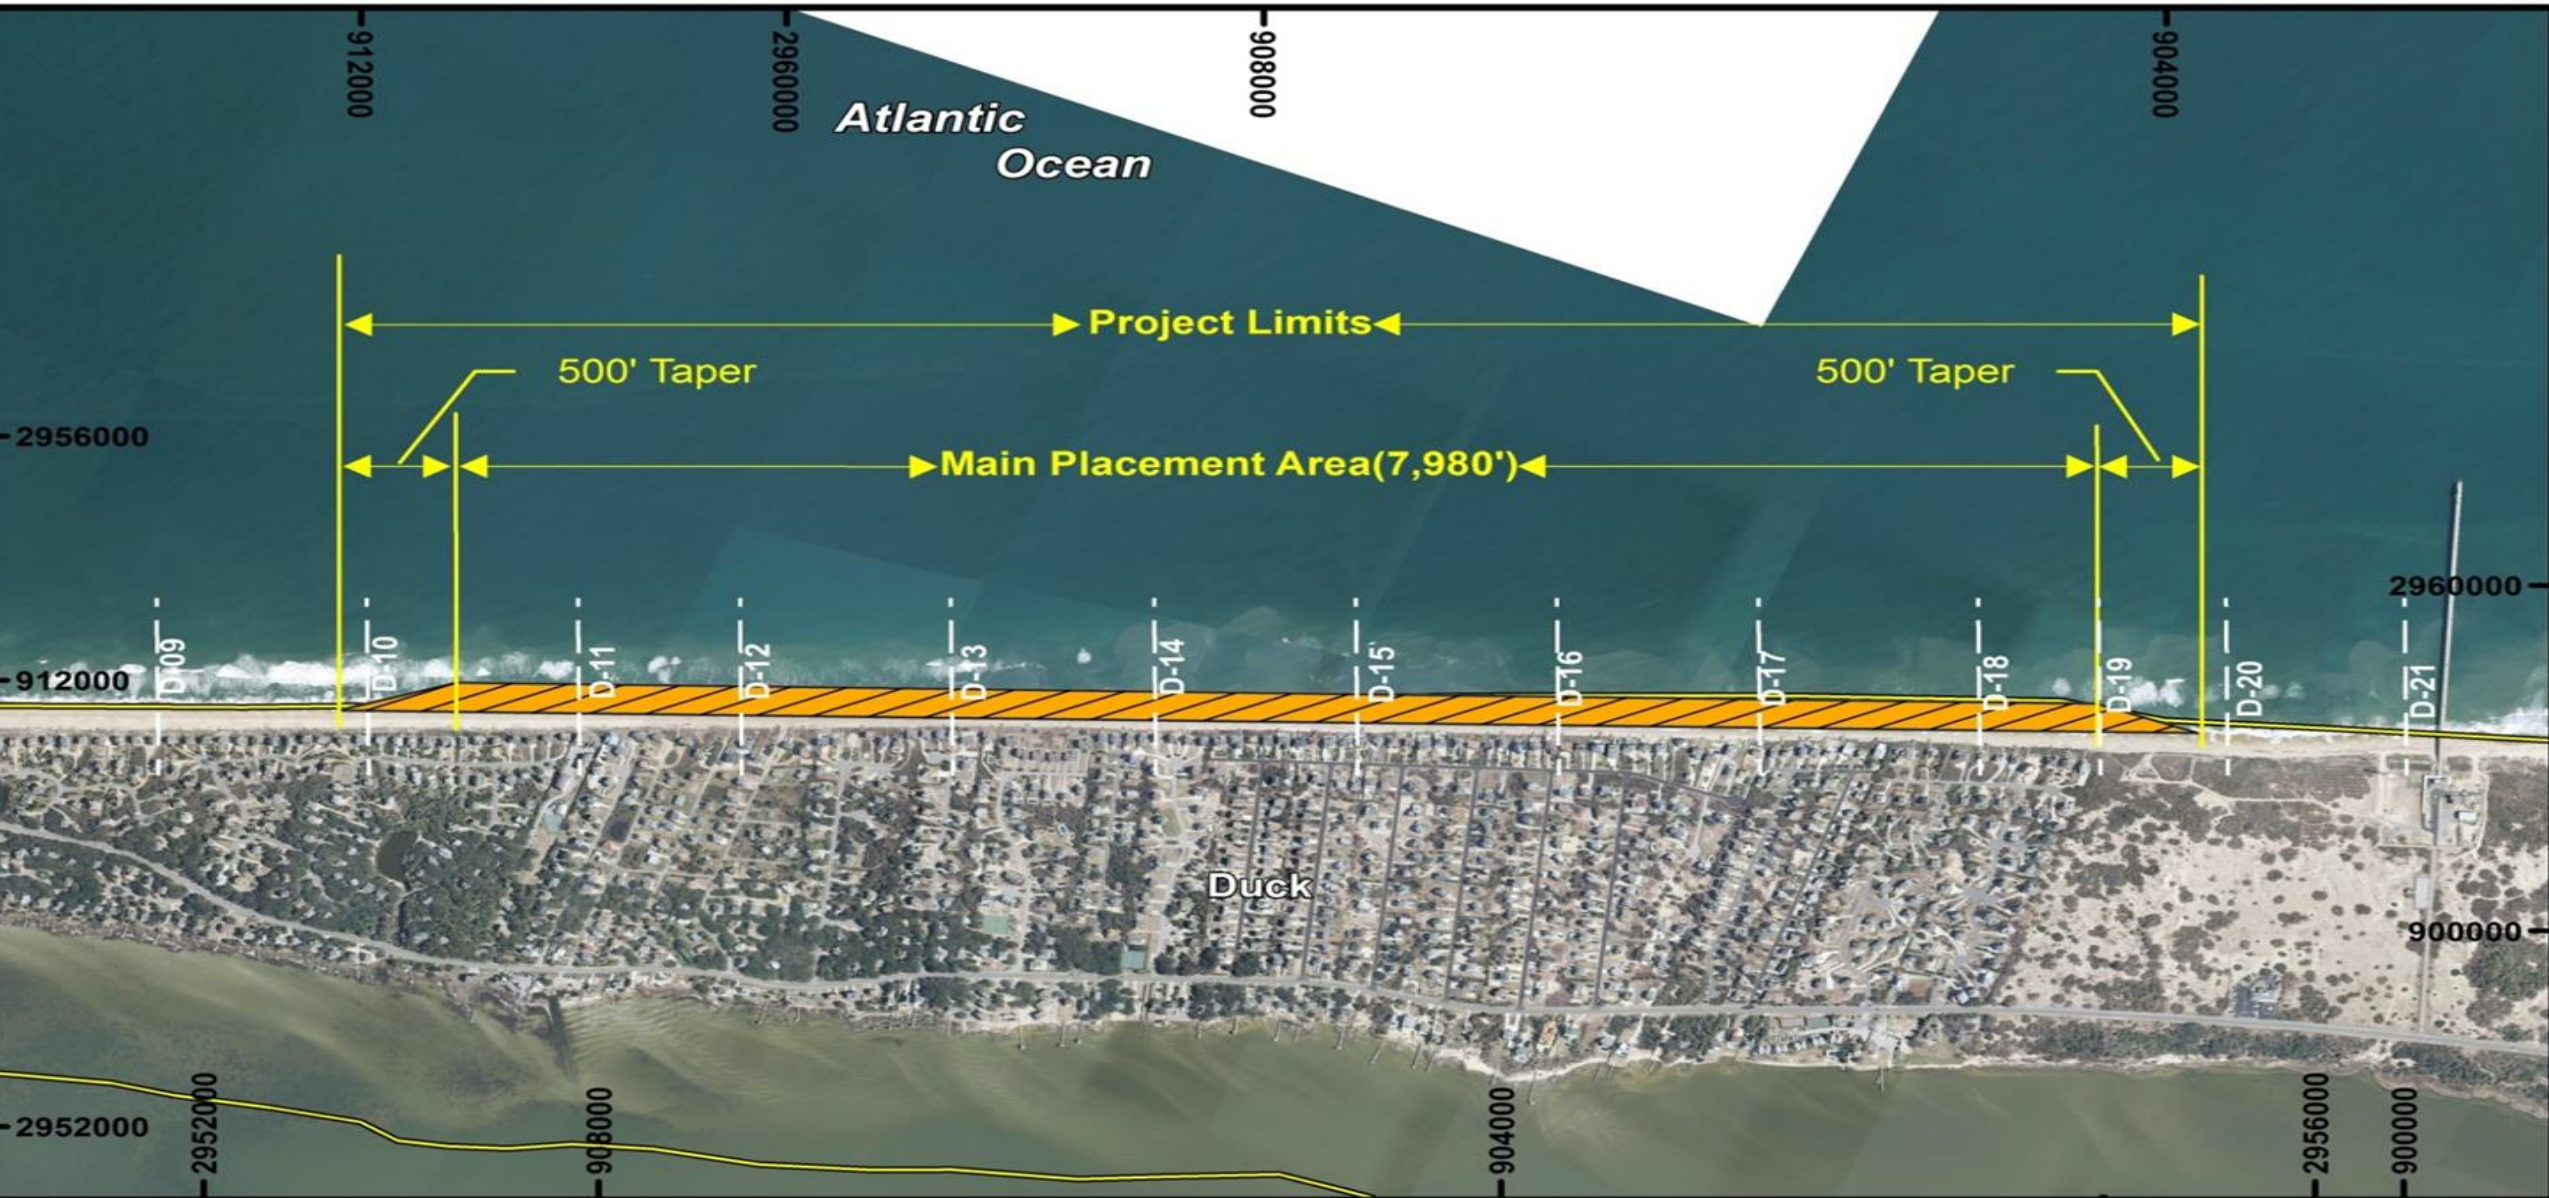 912000
2960000
908000
904000
Atlantic
Ocean
Project Limits
500' Taper
500' Taper
2956000
Main Placement Area(7,980')
2960000
D-09
D-10
D-11
D-12
D-13
D-14
D-15
D-16
D-17
D-18
D-19
D-20
D-21
912000
Duck
900000
2952000
2952000
908000
904000
2956000
900000